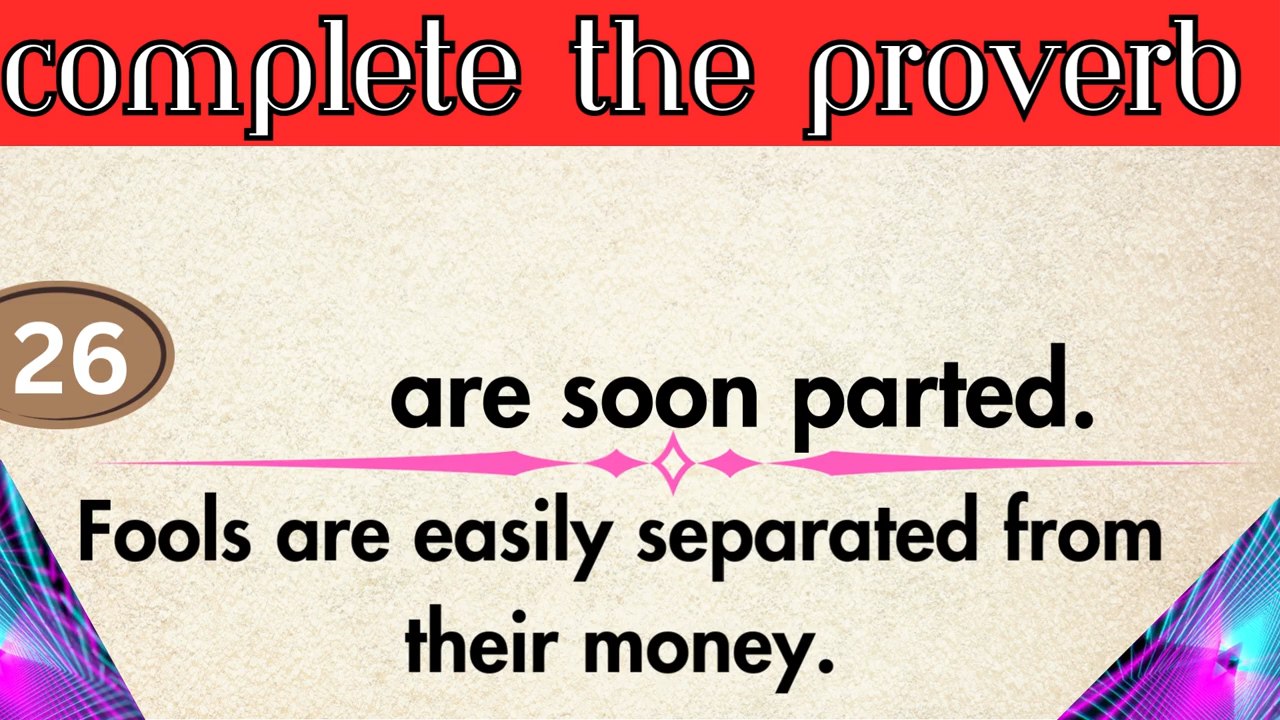 complete the proverb
26
are soon parted.
Fools are easily separated from
their money.